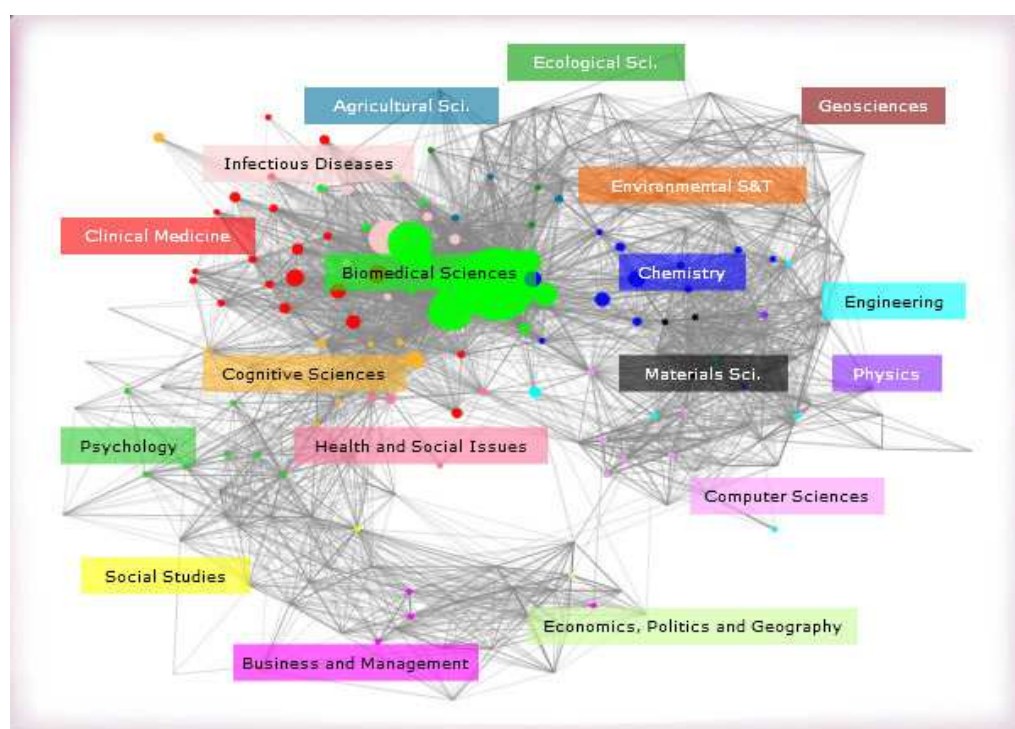 Ecological Sci.
Agricultural Sci.
Geosciences
Infectious Diseases
Environmental S&T
Clinical Medicine
Biomedical Sciences
Chemistry
Engineering
Cognitive Sciences
Materials Sci.
Physics
Psychology
Health and Social Issues
Computer Sciences
Social Studies
Economics, Politics and Geography
Business and Management